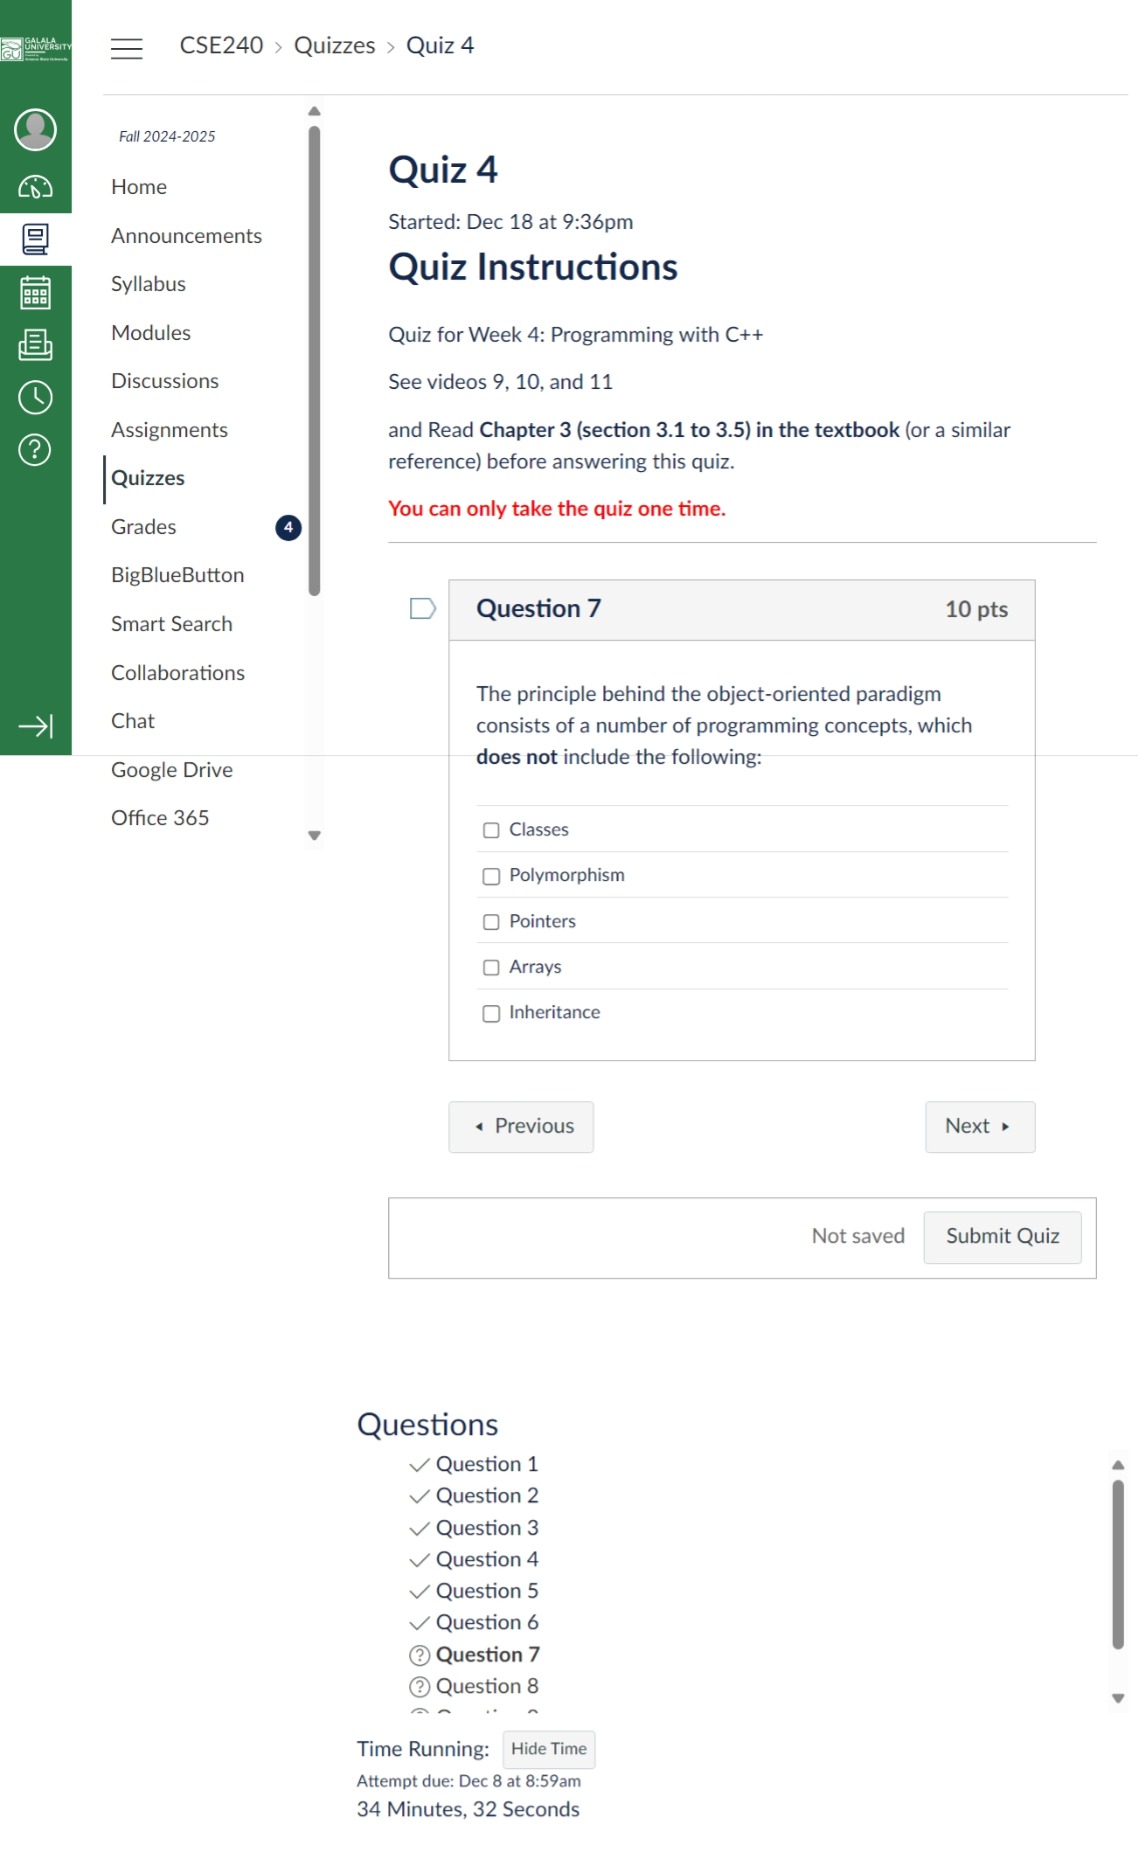 GALALA
UNIVERSITY
GU
CSE240 > Quizzes > Quiz 4
Fall 2024-2025
Home
Announcements
Syllabus
Modules
Discussions
Assignments
Quizzes
Grades 4
BigBlueButton
Smart Search
Collaborations
Chat
Google Drive
Office 365
Quiz 4
Started: Dec 18 at 9:36pm
Quiz Instructions
Quiz for Week 4: Programming with C++
See videos 9, 10, and 11
and Read Chapter 3 (section 3.1 to 3.5) in the textbook (or a similar
reference) before answering this quiz.
You can only take the quiz one time.
Question 7 10 pts
The principle behind the object-oriented paradigm
consists of a number of programming concepts, which
does not include the following:
Classes
Polymorphism
Pointers
Arrays
Inheritance
Previous Next
Not saved Submit Quiz
Questions
Question 1
Question 2
Question 3
Question 4
Question 5
Question 6
Question 7
Question 8
Time Running: Hide Time
Attempt due: Dec 8 at 8:59am
34 Minutes, 32 Seconds